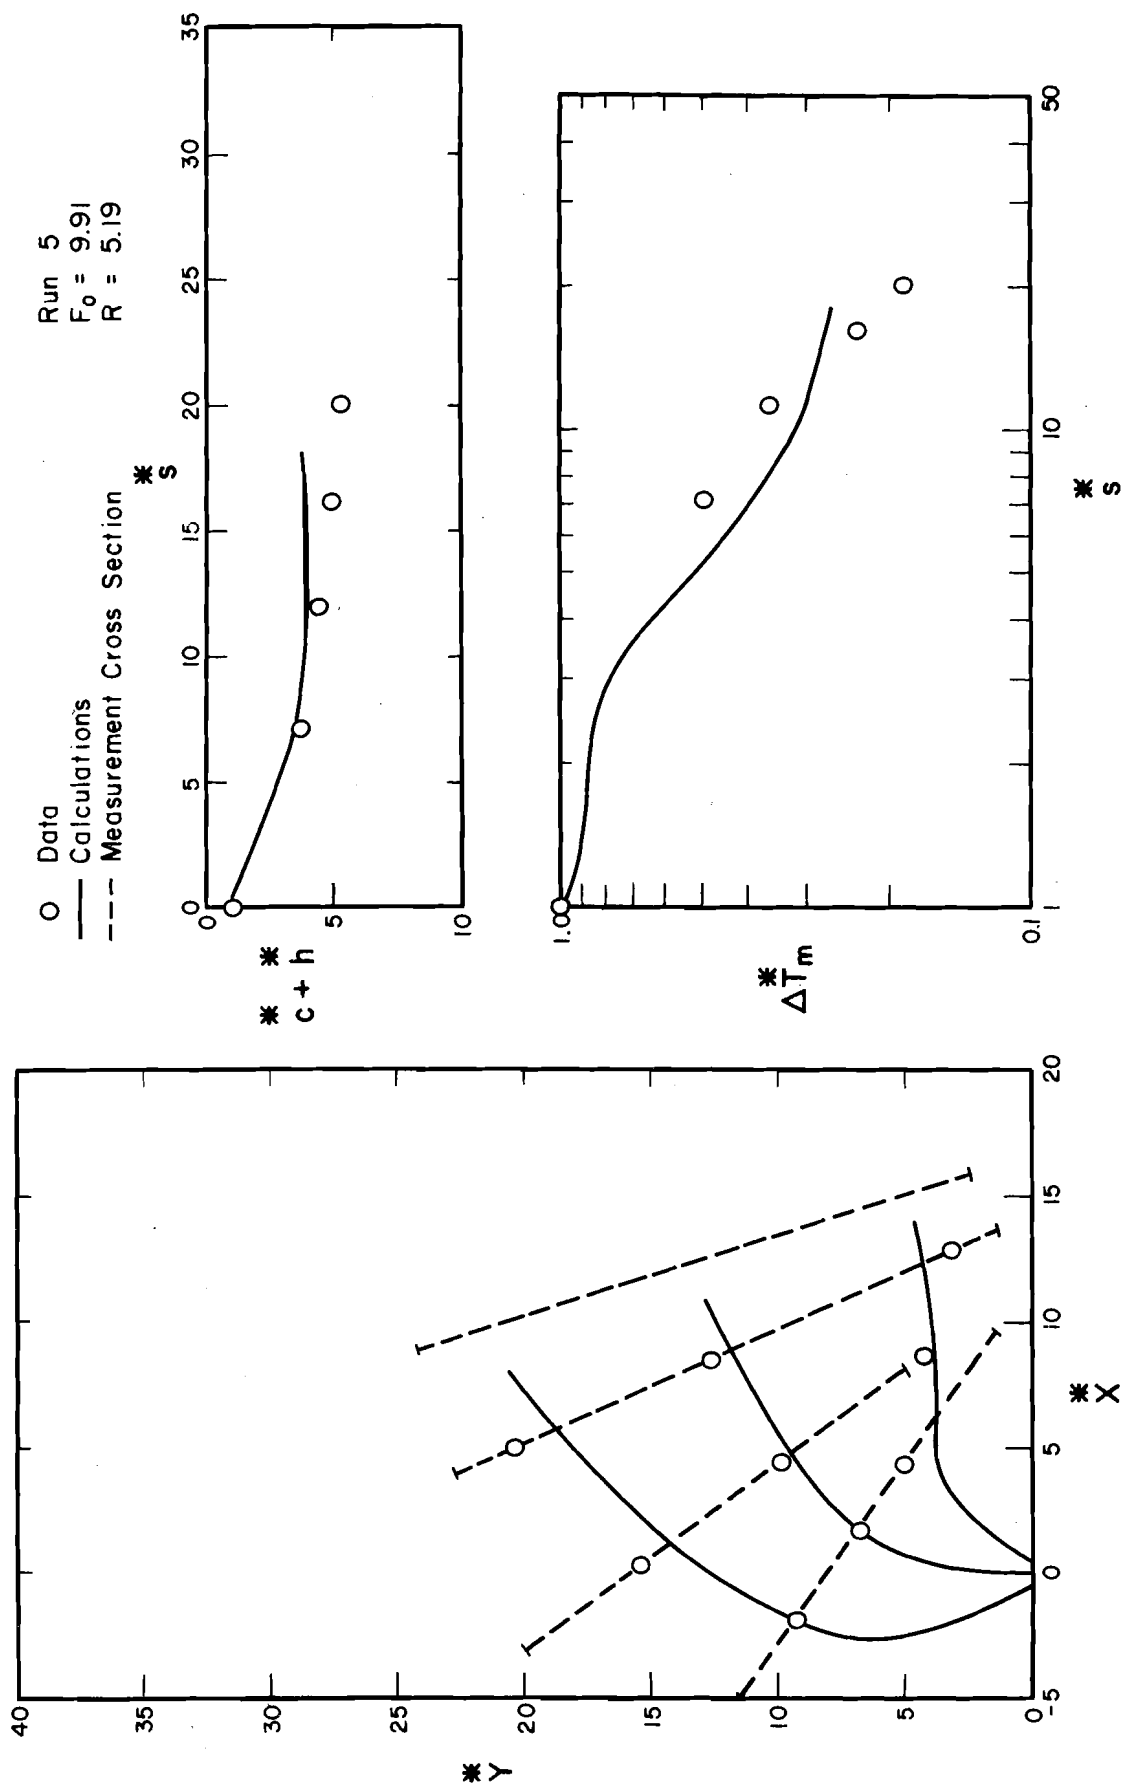 O Data
— Calculations
--- Measurement Cross Section
Run 5
F₀ = 9.91
R = 5.19
*Y
40
35
30
25
20
15
10
5
0
-5
0
5
10
15
20
*X
*s
0
5
10
15
20
25
30
35
*c + *h
0
5
10
Δ*Tm
1.0
0.1
1
10
50
*s